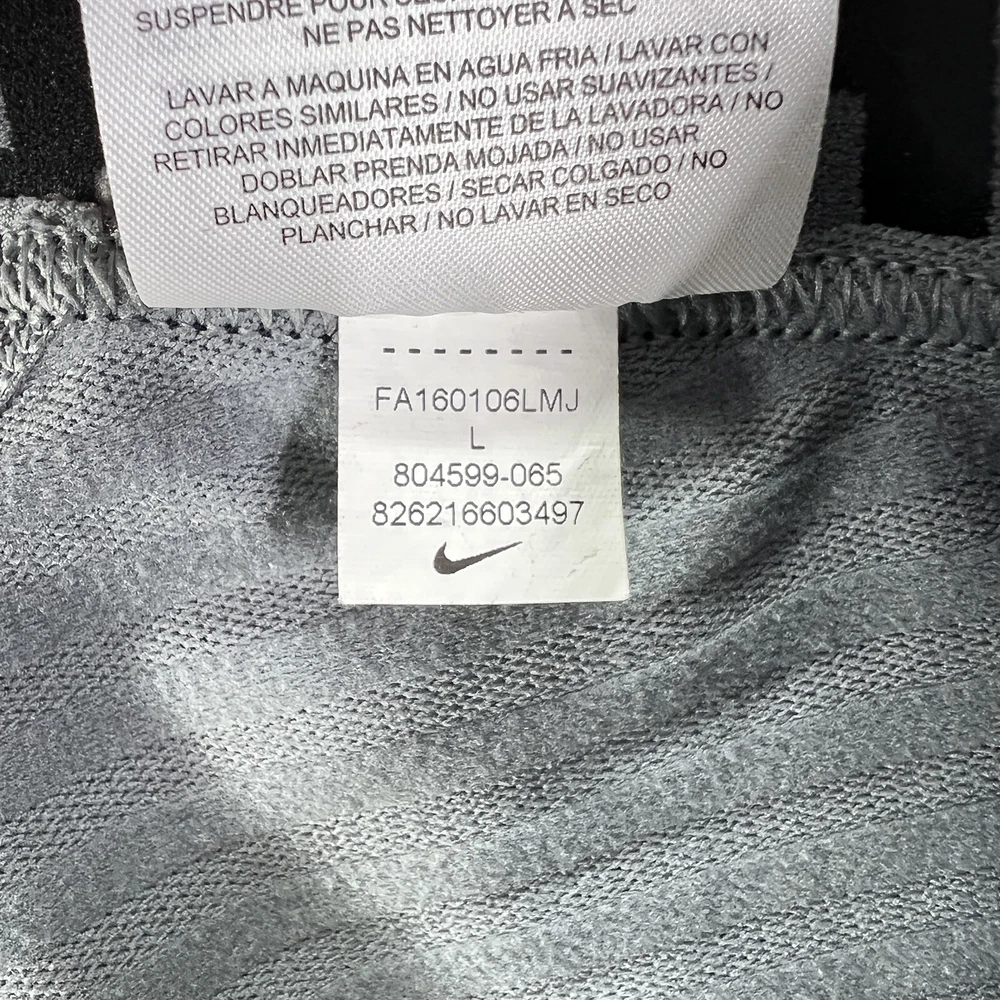 SUSPENDRE POUR
NE PAS NETTOYER A SEC
LAVAR A MAQUINA EN AGUA FRIA / LAVAR CON
COLORES SIMILARES / NO USAR SUAVIZANTES /
RETIRAR INMEDIATAMENTE DE LA LAVADORA / NO
DOBLAR PRENDA MOJADA / NO USAR
BLANQUEADORES / SECAR COLGADO / NO
PLANCHAR / NO LAVAR EN SECO
--------
FA160106LMJ
L
804599-065
826216603497